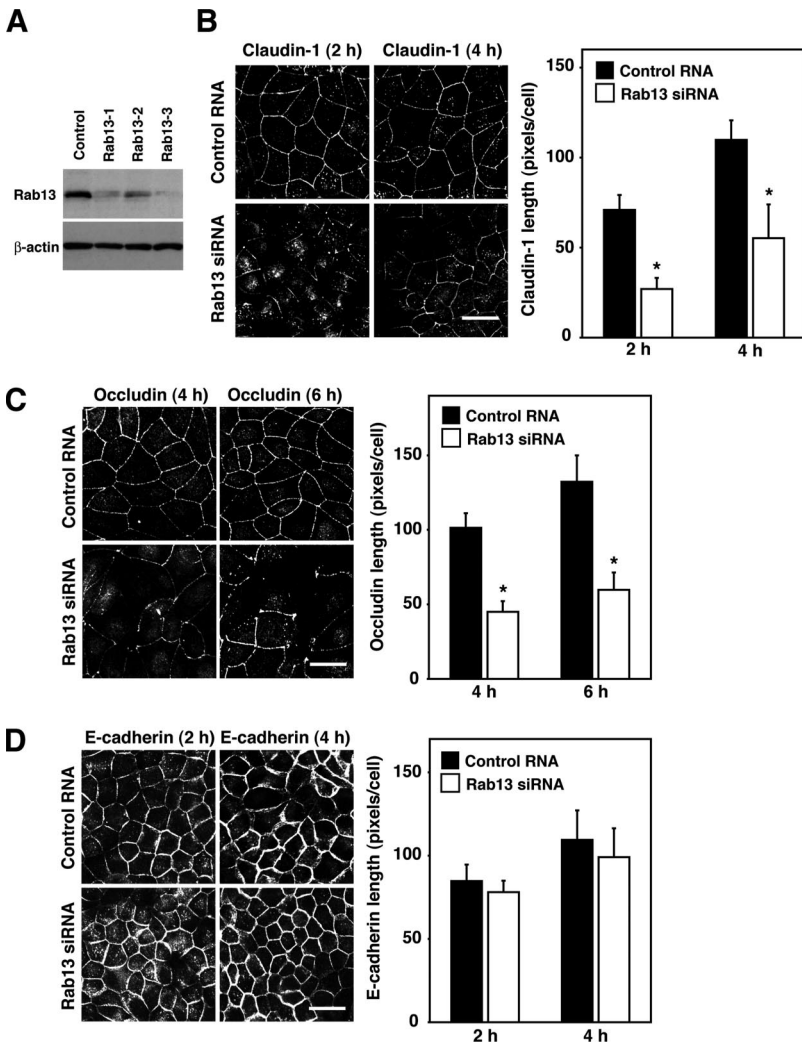 A
Control
Rab13-1
Rab13-2
Rab13-3
Rab13
β-actin
B
Claudin-1 (2 h)
Claudin-1 (4 h)
Control RNA
Rab13 siRNA
Claudin-1 length (pixels/cell)
150
100
50
0
Control RNA
Rab13 siRNA
*
*
2 h
4 h
C
Occludin (4 h)
Occludin (6 h)
Control RNA
Rab13 siRNA
Occludin length (pixels/cell)
150
100
50
0
Control RNA
Rab13 siRNA
*
*
4 h
6 h
D
E-cadherin (2 h)
E-cadherin (4 h)
Control RNA
Rab13 siRNA
E-cadherin length (pixels/cell)
150
100
50
0
Control RNA
Rab13 siRNA
2 h
4 h